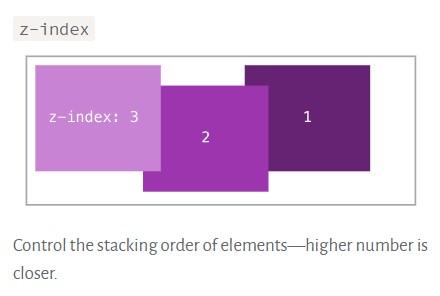 z-index
z-index: 3
2
1
Control the stacking order of elements—higher number is
closer.